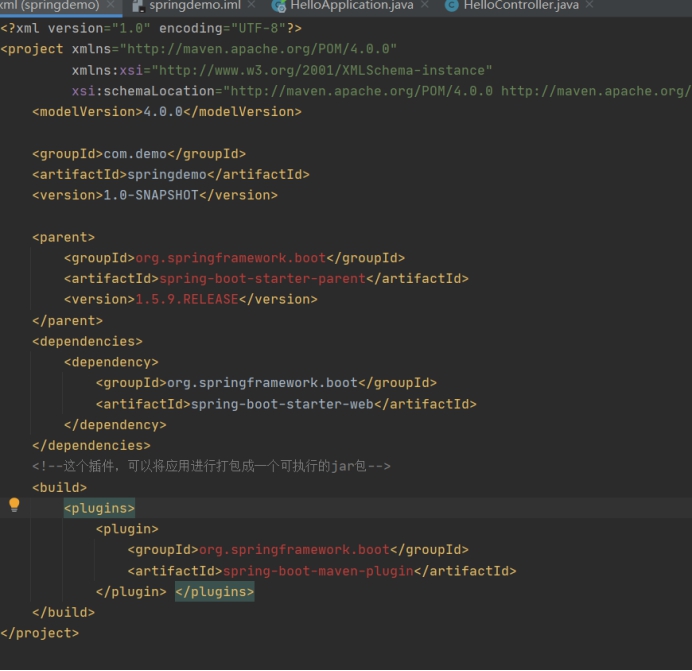 xml (springdemo) springdemo.iml HelloApplication.java HelloController.java
<?xml version="1.0" encoding="UTF-8"?>
<project xmlns="http://maven.apache.org/POM/4.0.0"
xmlns:xsi="http://www.w3.org/2001/XMLSchema-instance"
xsi:schemaLocation="http://maven.apache.org/POM/4.0.0 http://maven.apache.org/
<modelVersion>4.0.0</modelVersion>
<groupId>com.demo</groupId>
<artifactId>springdemo</artifactId>
<version>1.0-SNAPSHOT</version>
<parent>
<groupId>org.springframework.boot</groupId>
<artifactId>spring-boot-starter-parent</artifactId>
<version>1.5.9.RELEASE</version>
</parent>
<dependencies>
<dependency>
<groupId>org.springframework.boot</groupId>
<artifactId>spring-boot-starter-web</artifactId>
</dependency>
</dependencies>
<!--这个插件，可以将应用进行打包成一个可执行的jar包-->
<build>
<plugins>
<plugin>
<groupId>org.springframework.boot</groupId>
<artifactId>spring-boot-maven-plugin</artifactId>
</plugin> </plugins>
</build>
</project>